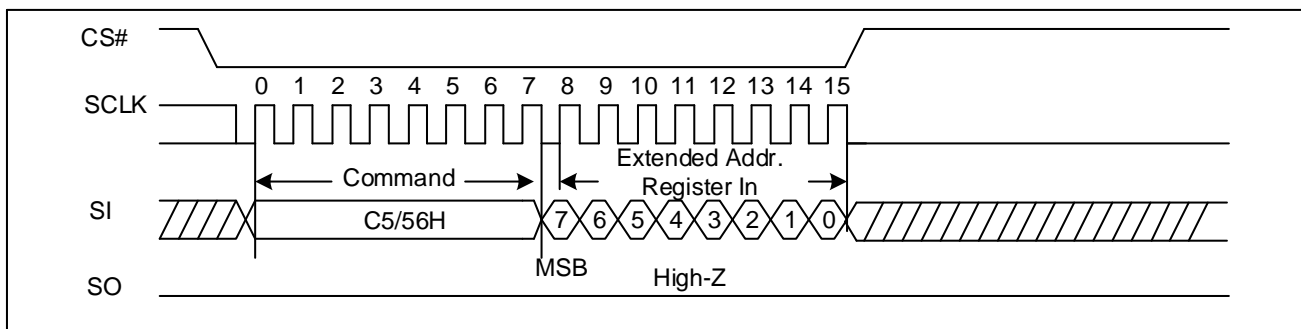 CS#
0 1 2 3 4 5 6 7 8 9 10 11 12 13 14 15
SCLK
Command
Extended Addr.
Register In
SI
C5/56H
7 6 5 4 3 2 1 0
MSB
High-Z
SO